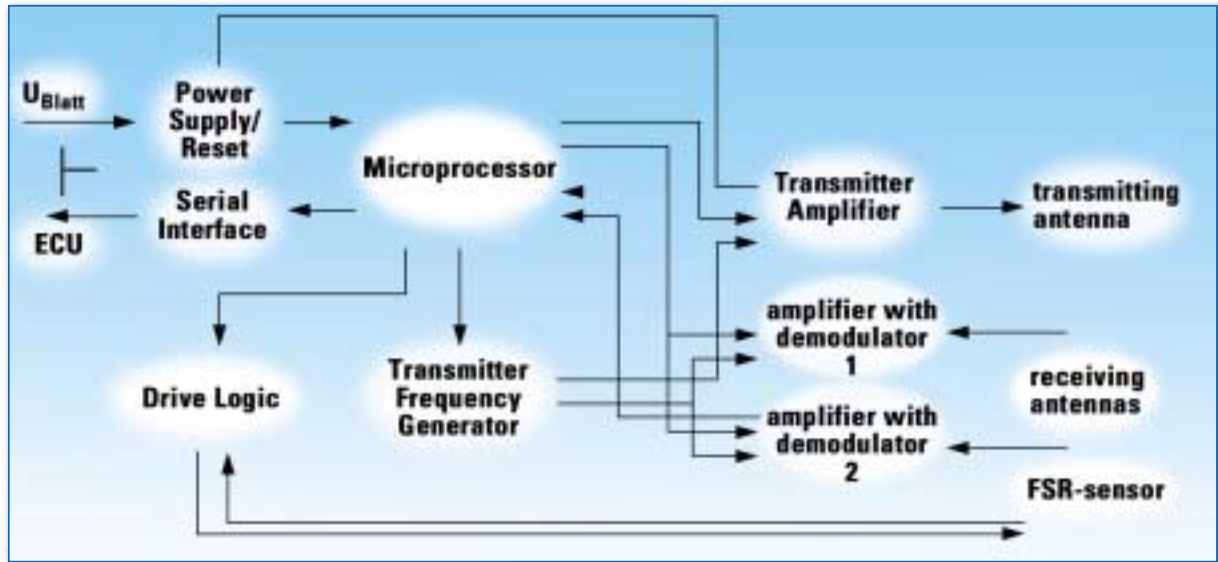 U_Blatt
Power
Supply/
Reset
Microprocessor
Serial
Interface
ECU
Transmitter
Amplifier
transmitting
antenna
amplifier with
demodulator
1
receiving
antennas
Drive Logic
Transmitter
Frequency
Generator
amplifier with
demodulator
2
FSR-sensor